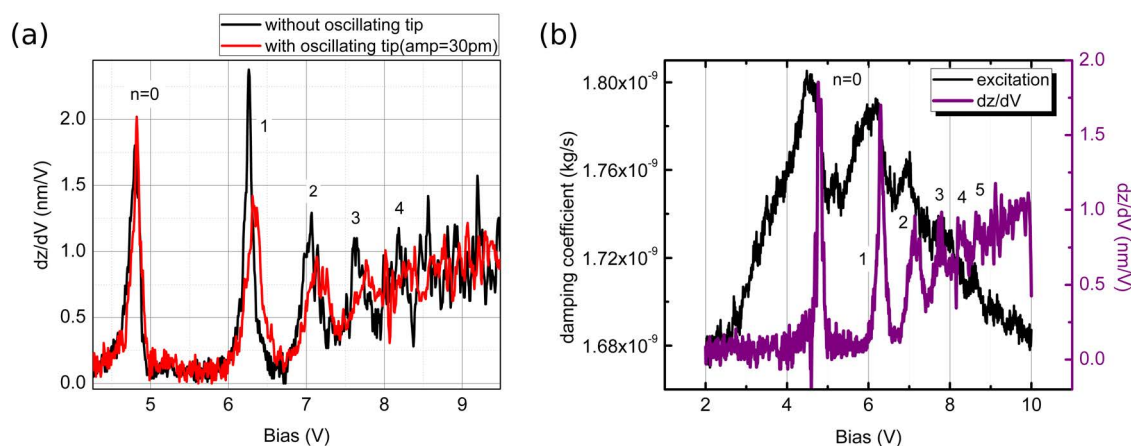 (a)
without oscillating tip
with oscillating tip(amp=30pm)
n=0
1
2
3
4
2.0
1.5
1.0
0.5
0.0
dz/dV (nm/V)
5
6
7
8
9
Bias (V)
(b)
excitation
dz/dV
n=0
1
2
3
4
5
1.80x10⁻⁹
1.76x10⁻⁹
1.72x10⁻⁹
1.68x10⁻⁹
damping coefficient (kg/s)
2.0
1.5
1.0
0.5
0.0
dz/dV (nm/V)
2
4
6
8
10
Bias (V)